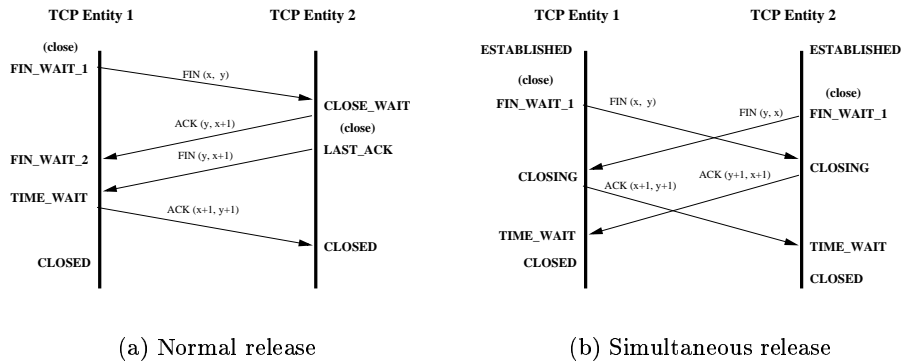 TCP Entity 1
TCP Entity 2
(close)
FIN_WAIT_1
FIN (x, y)
CLOSE_WAIT
ACK (y, x+1)
(close)
FIN_WAIT_2
FIN (y, x+1)
LAST_ACK
TIME_WAIT
ACK (x+1, y+1)
CLOSED
CLOSED
(a) Normal release
TCP Entity 1
TCP Entity 2
ESTABLISHED
ESTABLISHED
(close)
(close)
FIN_WAIT_1
FIN (x, y)
FIN (y, x)
FIN_WAIT_1
CLOSING
CLOSING
ACK (x+1, y+1)
ACK (y+1, x+1)
TIME_WAIT
TIME_WAIT
CLOSED
CLOSED
(b) Simultaneous release